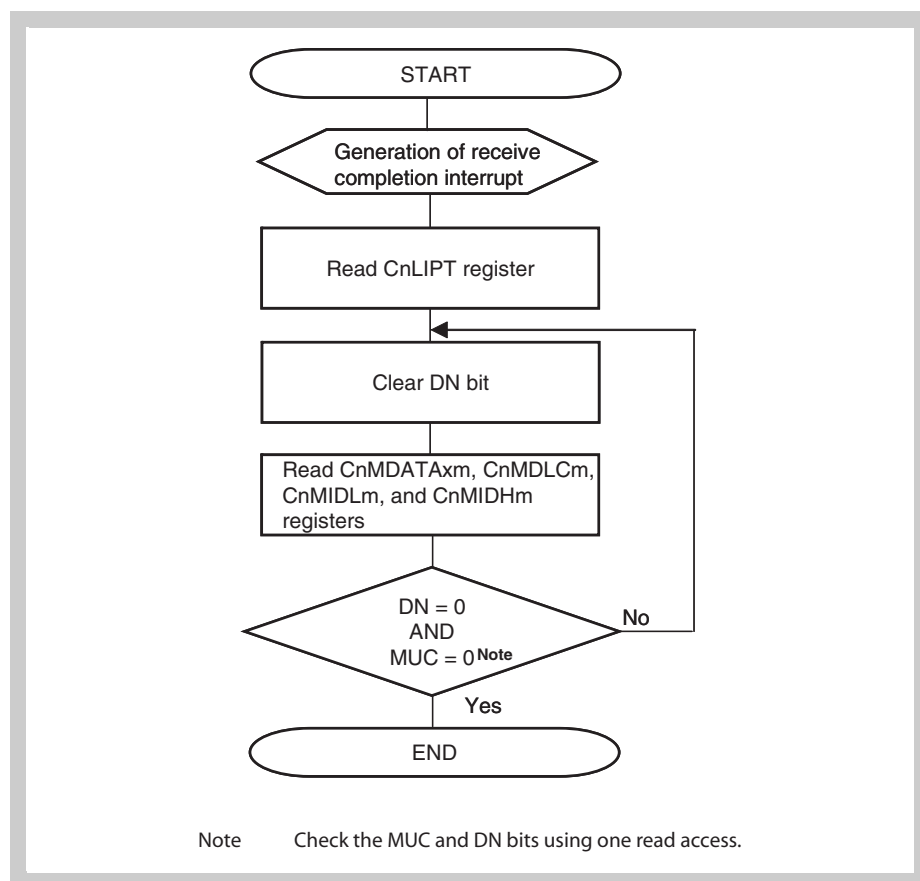 START
Generation of receive
completion interrupt
Read CnLIPT register
Clear DN bit
Read CnMDATAxm, CnMDLCm,
CnMIDLm, and CnMIDHm
registers
DN = 0
AND
MUC = 0Note
No
Yes
END
Note Check the MUC and DN bits using one read access.